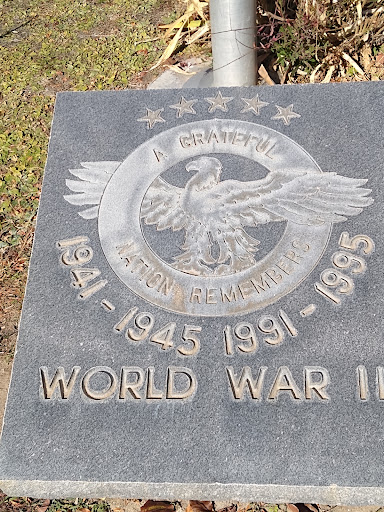 A GRATEFUL
NATION REMEMBERS
1941-1945 1991-1995
WORLD WAR II